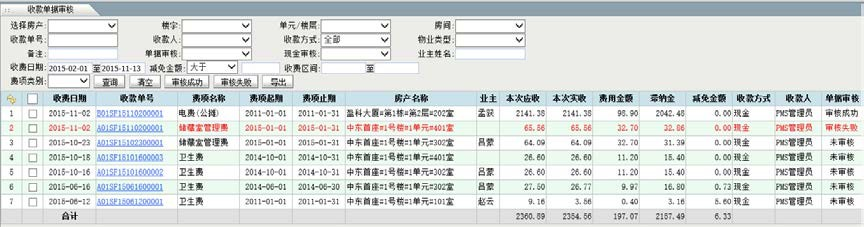 收款单据审核
选择房产: 楼宇: 单元/楼层: 房间:
收款单号: 收款人: 收款方式: 全部 物业类型:
备注: 单据审核: 现金审核: 业主姓名:
收费日期 2015-02-01 至2015-11-13 减免金额: 大于 收费区间: 至
费项类别: 查询 清空 审核成功 审核失败 导出
收费日期 收款单号 费项名称 费项起期 费项止期 房产名称 业主 本次应收 本次实收 费用金额 滞纳金 减免金额 收款方式 收款人 单据审核
1 2015-11-02 B01SF15110200001 电费(公摊) 2011-01-01 2011-01-31 盈科大厦=第1栋=第2层=202室 孟获 2141.38 2141.38 98.90 2042.48 0.00 现金 PMS管理员 审核成功
2 2015-11-02 A01SF15110200001 储藏室管理费 2011-01-01 2011-01-31 中东首座=1号楼=1单元=401室 65.56 65.56 32.70 32.86 0.00 现金 PMS管理员 审核失败
3 2015-10-23 A01SF15102300001 储藏室管理费 2011-01-01 2011-01-31 中东首座=1号楼=1单元=302室 吕蒙 64.09 64.09 32.70 31.39 0.00 现金 PMS管理员 未审核
4 2015-10-18 A01SF15101600003 卫生费 2014-01-01 2014-01-31 中东首座=1号楼=1单元=401室 26.60 26.60 11.20 15.40 0.00 现金 PMS管理员 未审核
5 2015-10-16 A01SF15101600002 卫生费 2014-01-01 2014-01-31 中东首座=1号楼=1单元=302室 吕蒙 26.60 26.60 11.20 15.40 0.00 现金 PMS管理员 未审核
6 2015-06-16 A01SF15061600001 卫生费 2014-06-01 2014-06-30 中东首座=1号楼=1单元=302室 吕蒙 27.50 26.77 9.97 16.80 0.73 现金 PMS管理员 未审核
7 2015-06-12 A01SF15061200001 卫生费 2011-01-01 2011-01-31 中东首座=1号楼=1单元=101室 赵云 9.16 3.56 0.40 3.16 5.60 现金 PMS管理员 未审核
合计 2360.89 2354.56 197.07 2157.49 6.33